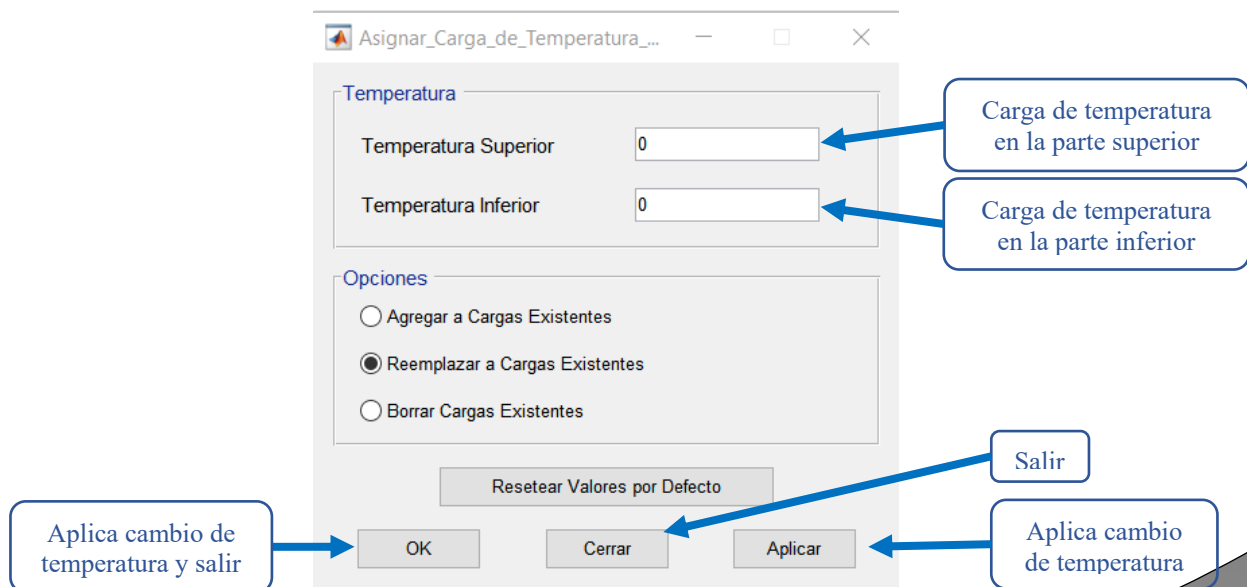 Asignar_Carga_de_Temperatura_...
Temperatura
Temperatura Superior
0
Carga de temperatura
en la parte superior
Temperatura Inferior
0
Carga de temperatura
en la parte inferior
Opciones
Agregar a Cargas Existentes
Reemplazar a Cargas Existentes
Borrar Cargas Existentes
Salir
Resetear Valores por Defecto
Aplica cambio de
temperatura y salir
OK
Cerrar
Aplicar
Aplica cambio
de temperatura